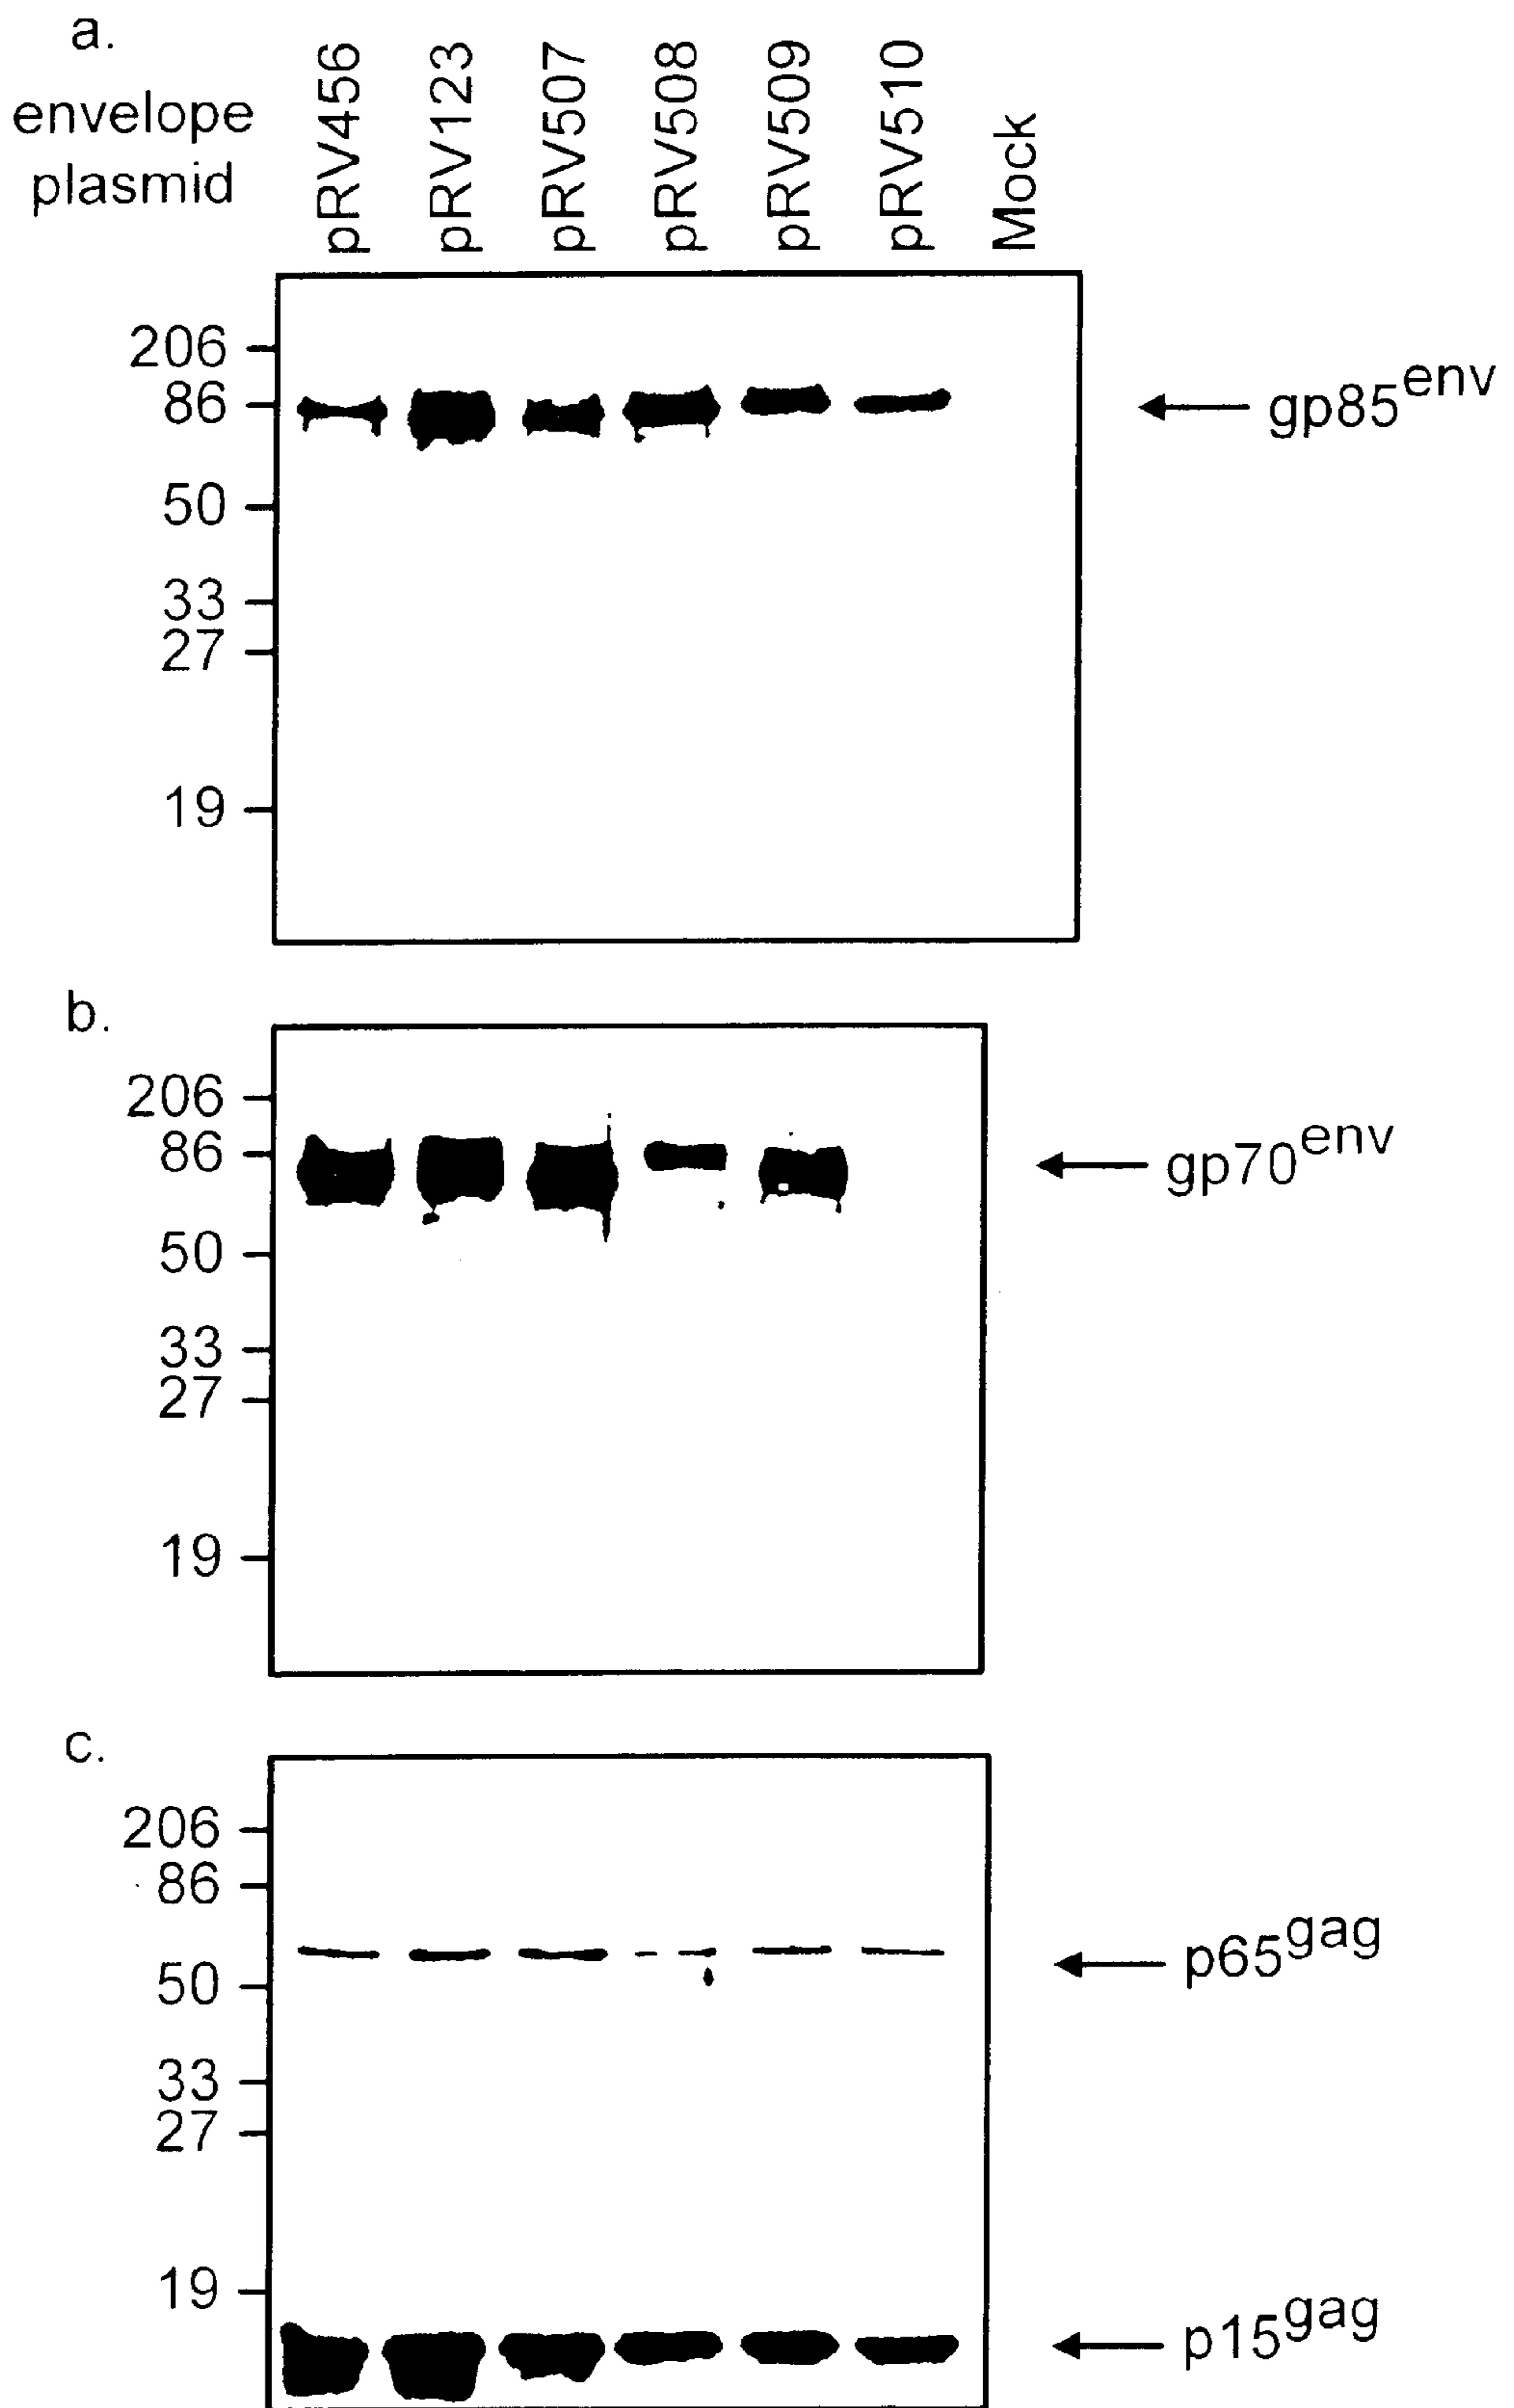 a.
envelope
plasmid
pRV456
pRV123
pRV507
pRV508
pRV509
pRV510
Mock
206
86
50
33
27
19
gp85env
b.
206
86
50
33
27
19
gp70env
c.
206
86
50
33
27
19
p65gag
p15gag